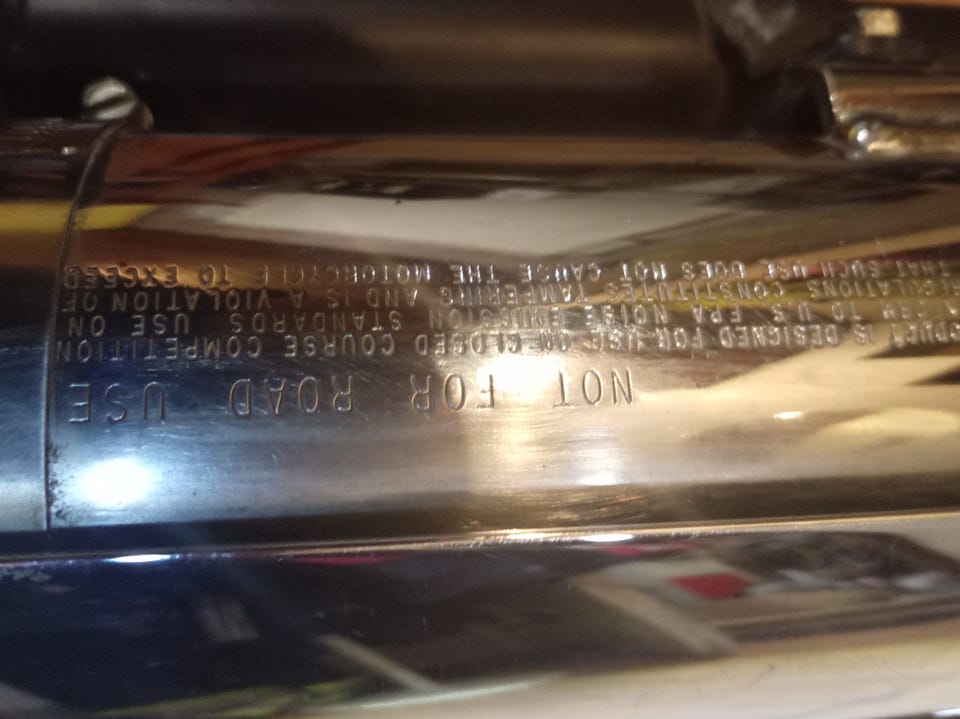 NOT FOR ROAD USE
IS DESIGNED FOR USE ON CLOSED COURSE COMPETITION
TO U.S. EPA NOISE EMISSION STANDARDS USE ON
CONSTITUTES TAMPERING AND IS A VIOLATION OF
THAT SUCH USE DOES NOT CAUSE THE MOTORCYCLE TO EXCEED